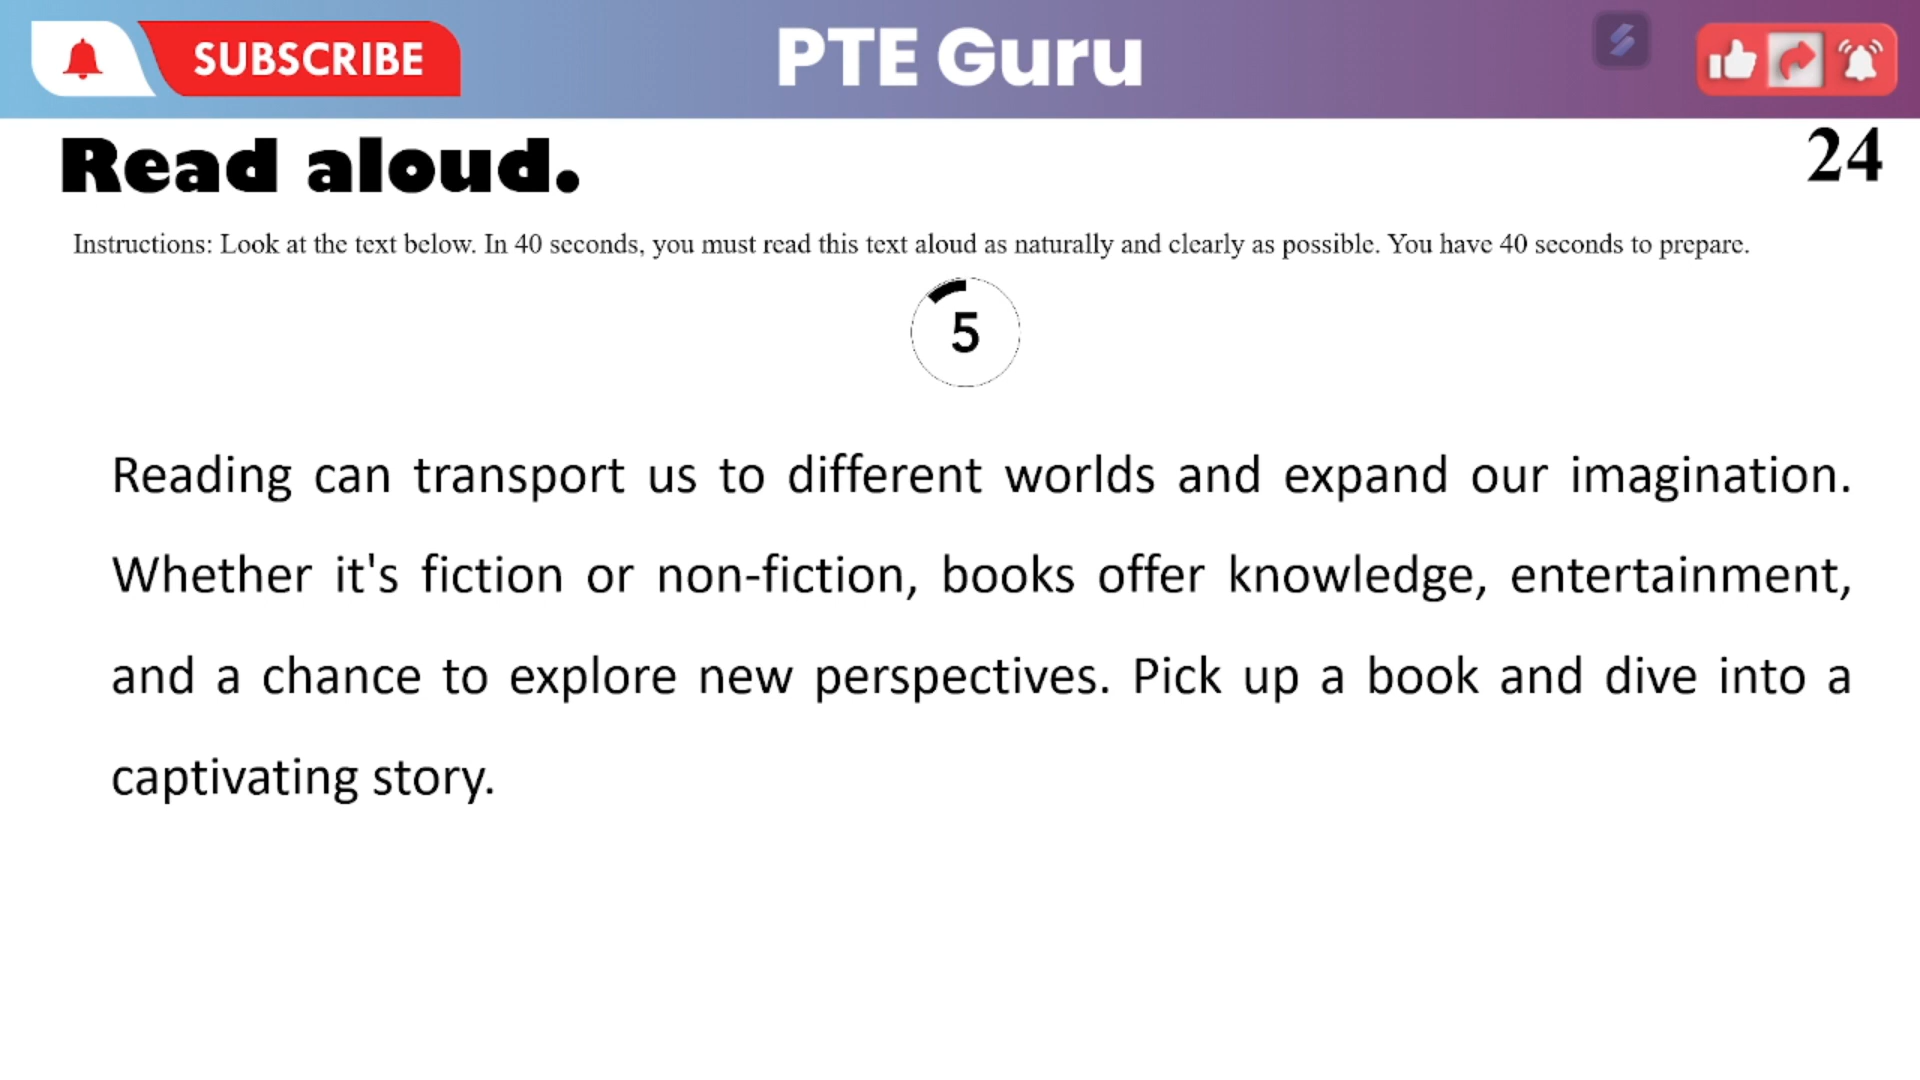 SUBSCRIBE
PTE Guru
Read aloud.
24
Instructions: Look at the text below. In 40 seconds, you must read this text aloud as naturally and clearly as possible. You have 40 seconds to prepare.
5
Reading can transport us to different worlds and expand our imagination.
Whether it's fiction or non-fiction, books offer knowledge, entertainment,
and a chance to explore new perspectives. Pick up a book and dive into a
captivating story.